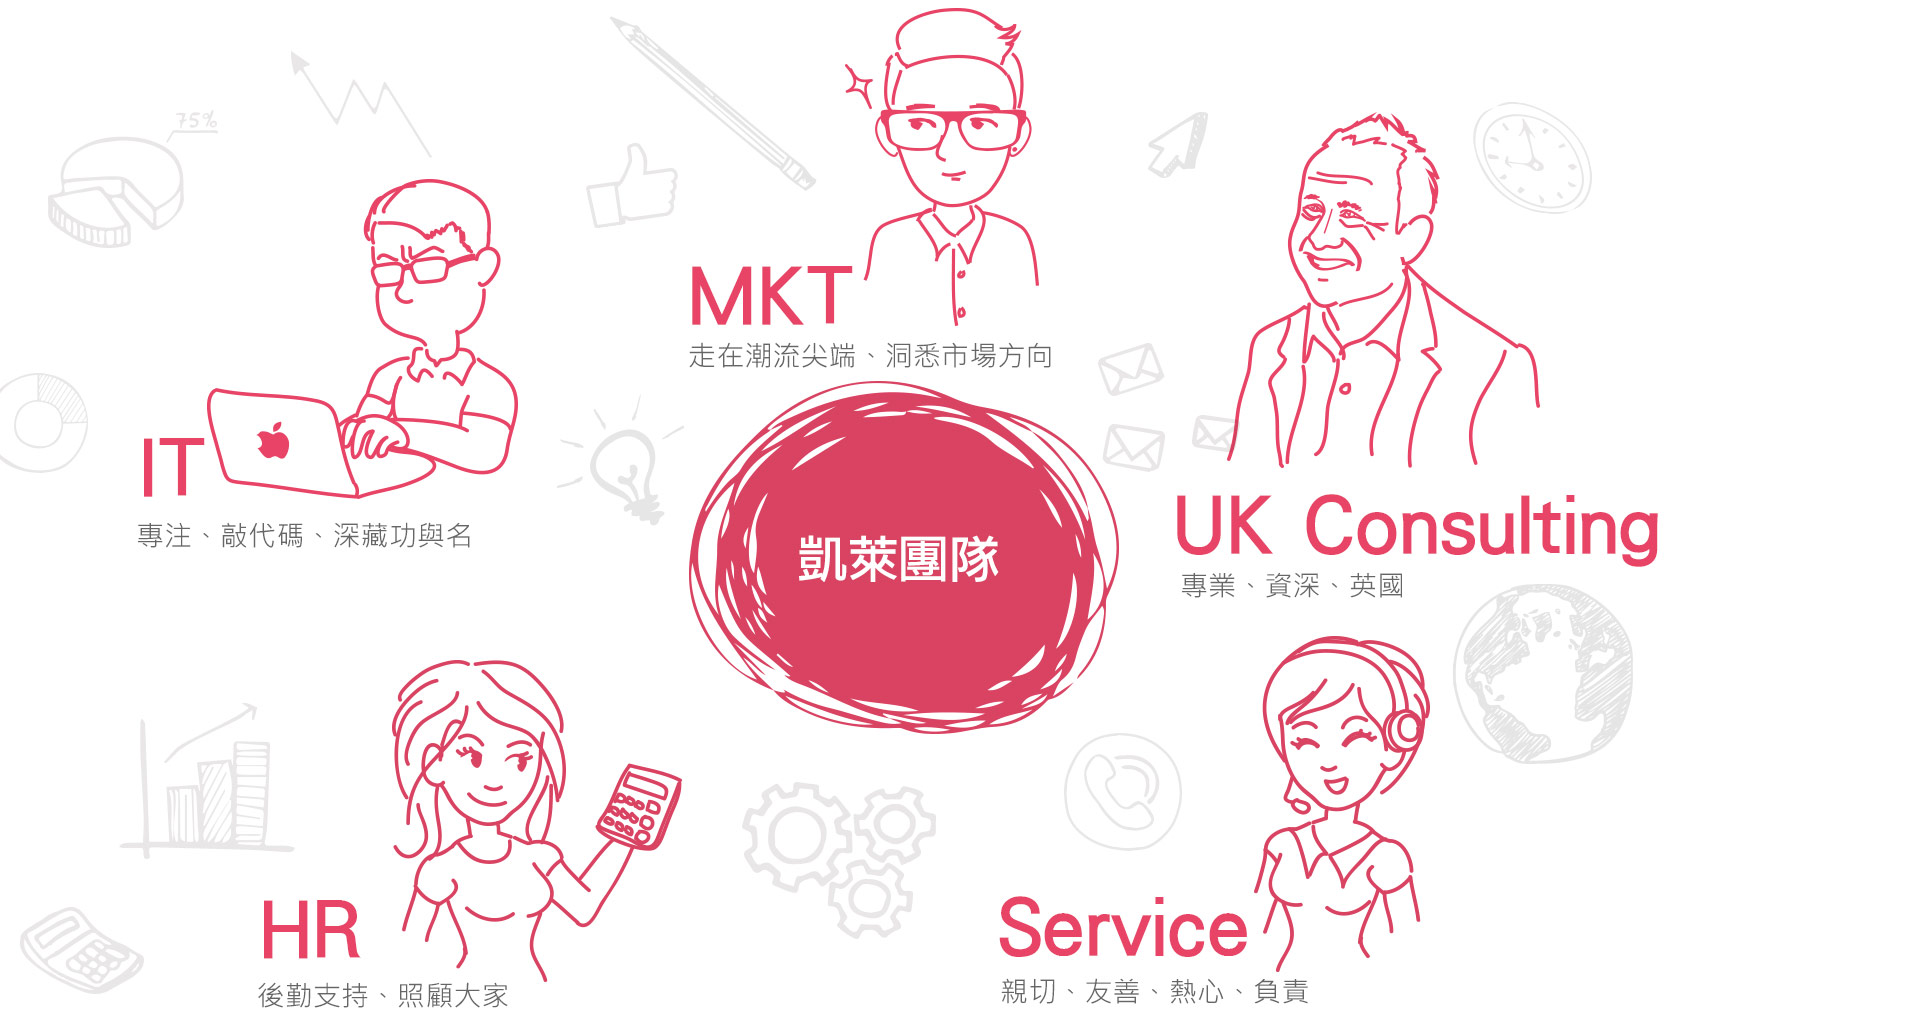 75%
MKT
走在潮流尖端、洞悉市場方向
IT
專注、敲代碼、深藏功與名
凱萊團隊
UK Consulting
專業、資深、英國
HR
後勤支持、照顧大家
Service
親切、友善、熱心、負責